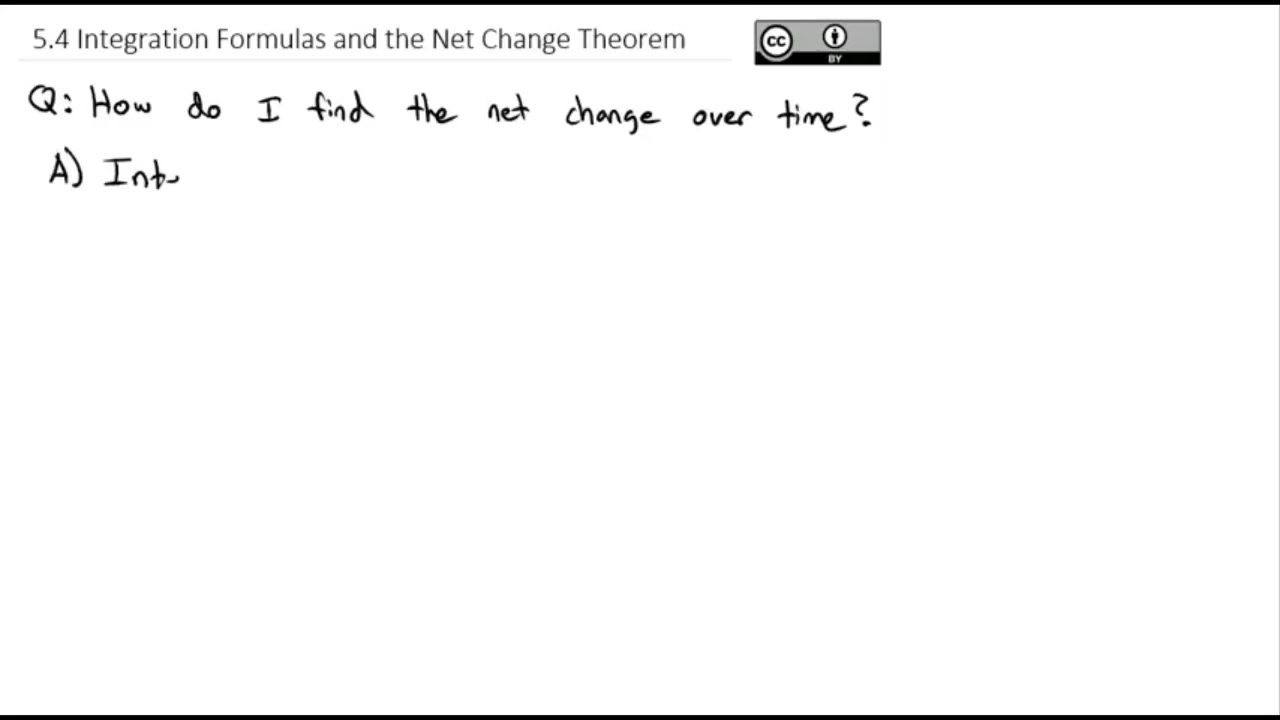 5.4 Integration Formulas and the Net Change Theorem
cc
BY
Q: How do I find the net change over time?
A) Int